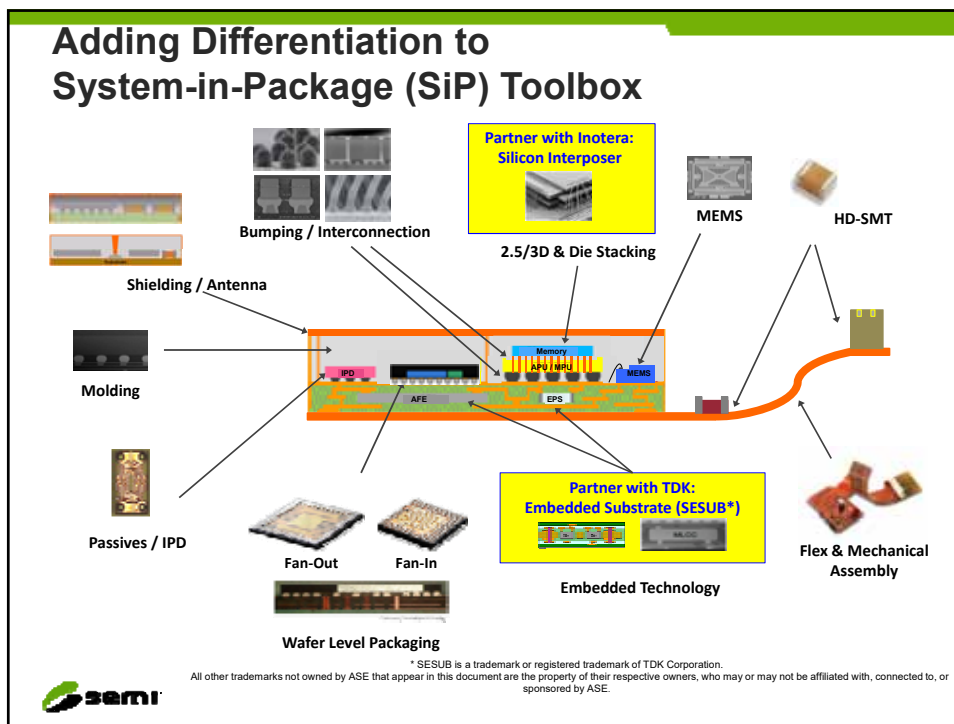 Adding Differentiation to
System-in-Package (SiP) Toolbox
Partner with Inotera:
Silicon Interposer
Bumping / Interconnection
2.5/3D & Die Stacking
MEMS
HD-SMT
Shielding / Antenna
Molding
Memory
APU / MPU
IPD
MEMS
AFE
EPS
Partner with TDK:
Embedded Substrate (SESUB*)
MLCC
Passives / IPD
Fan-Out
Fan-In
Embedded Technology
Flex & Mechanical
Assembly
Wafer Level Packaging
* SESUB is a trademark or registered trademark of TDK Corporation.
All other trademarks not owned by ASE that appear in this document are the property of their respective owners, who may or may not be affiliated with, connected to, or
sponsored by ASE.
semi